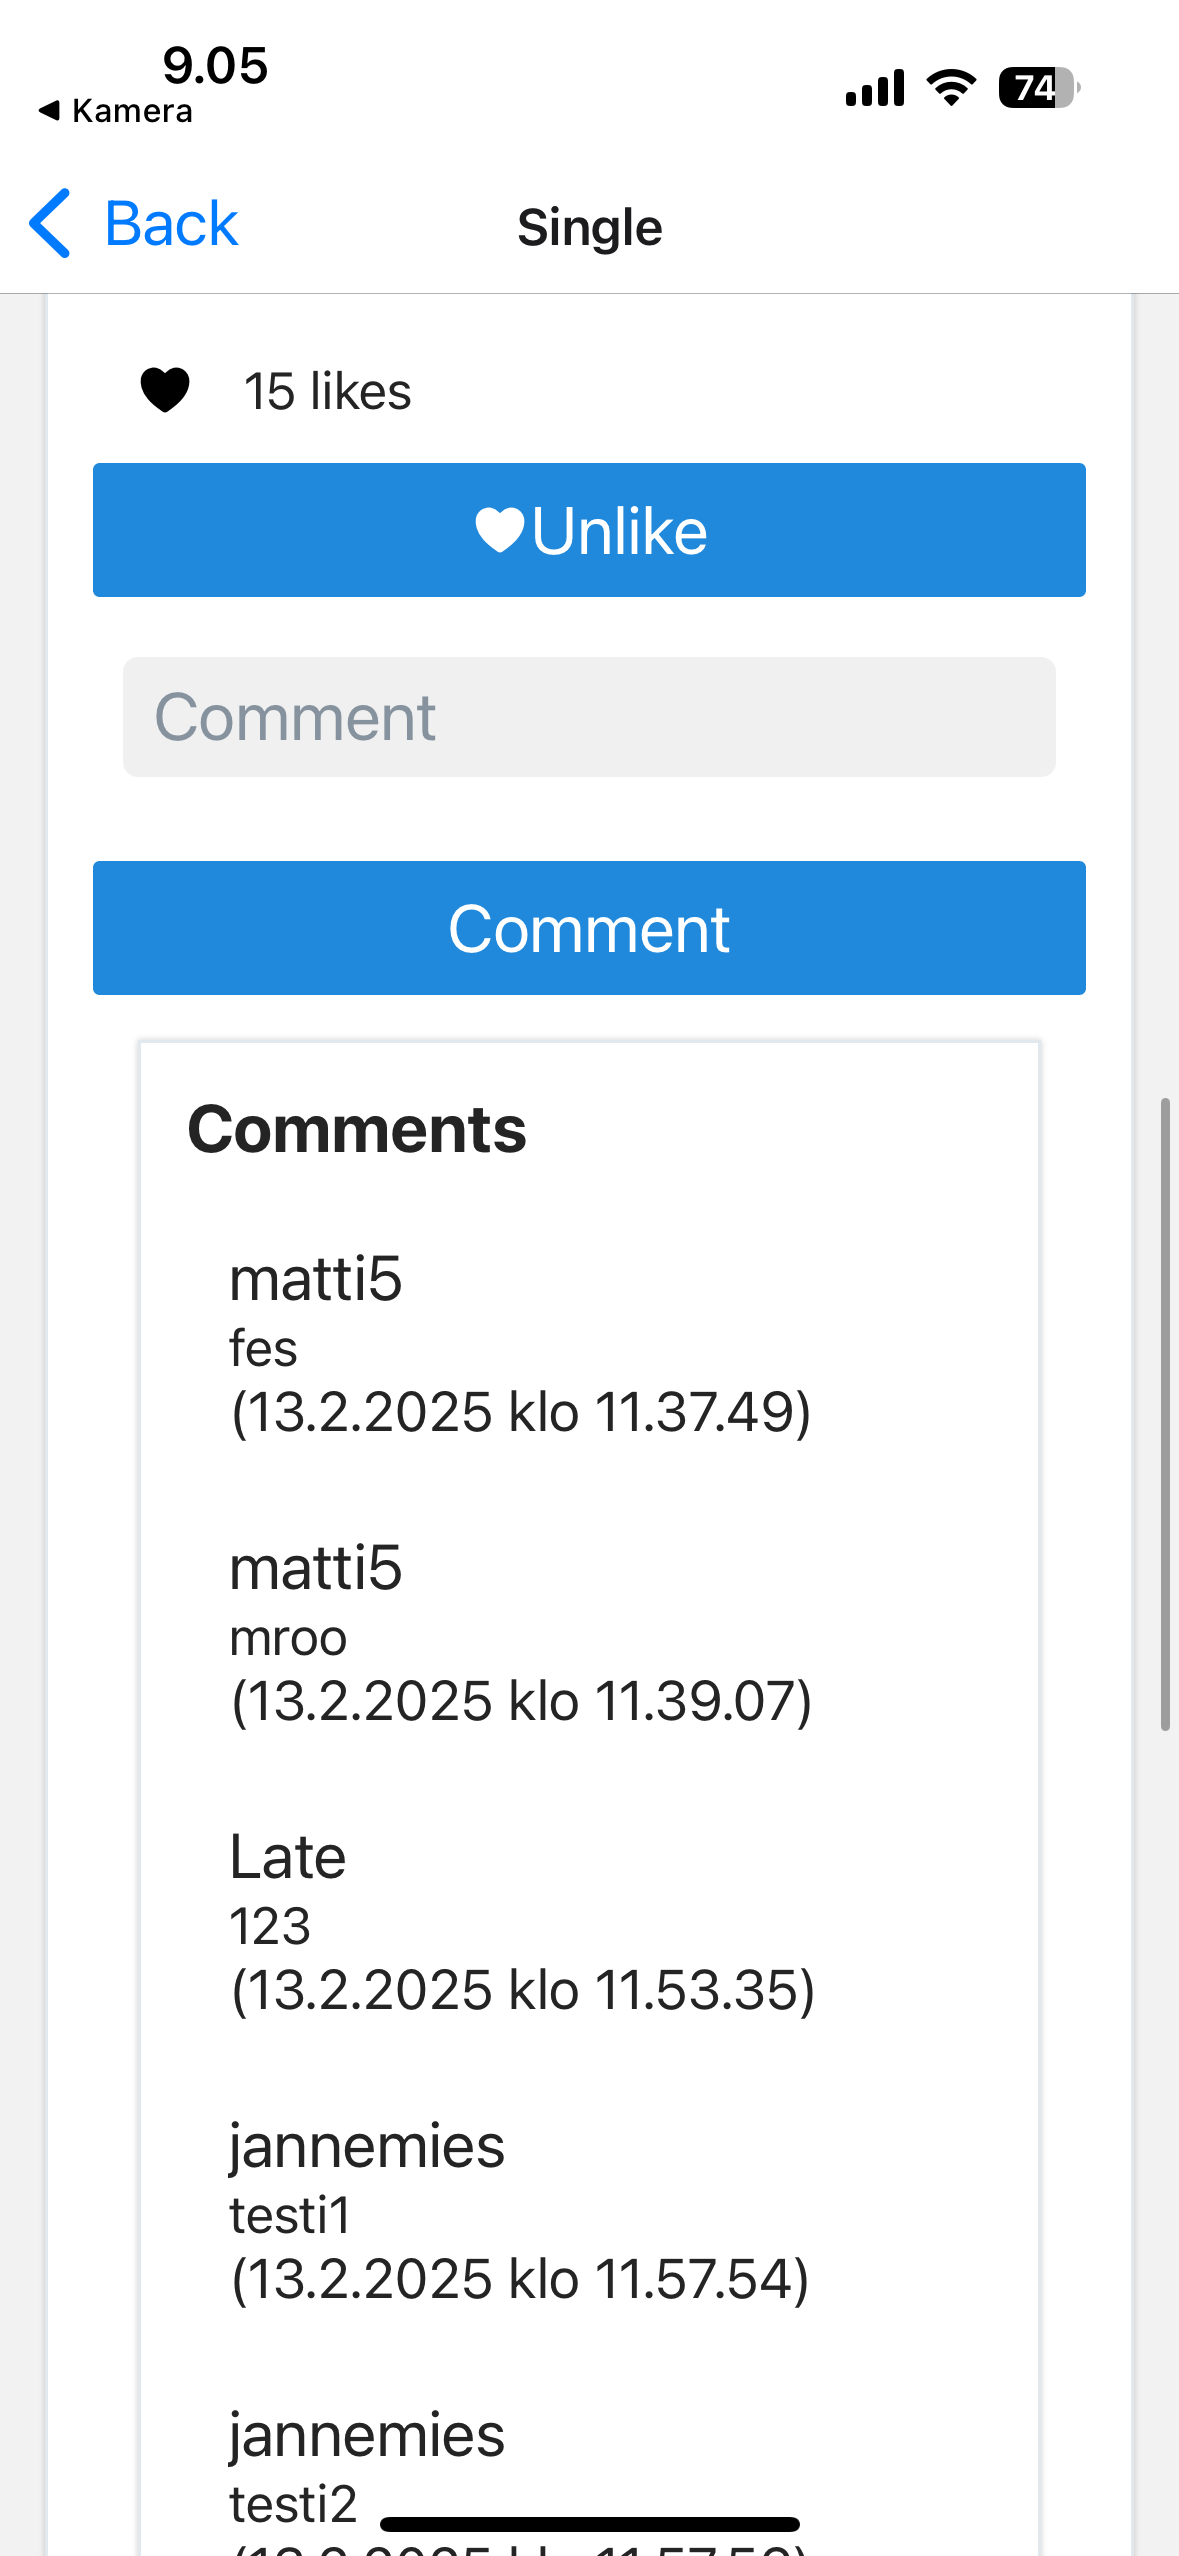 9.05
74
◀ Kamera
Back
Single
15 likes
Unlike
Comment
Comment
Comments
matti5
fes
(13.2.2025 klo 11.37.49)
matti5
mroo
(13.2.2025 klo 11.39.07)
Late
123
(13.2.2025 klo 11.53.35)
jannemies
testi1
(13.2.2025 klo 11.57.54)
jannemies
testi2